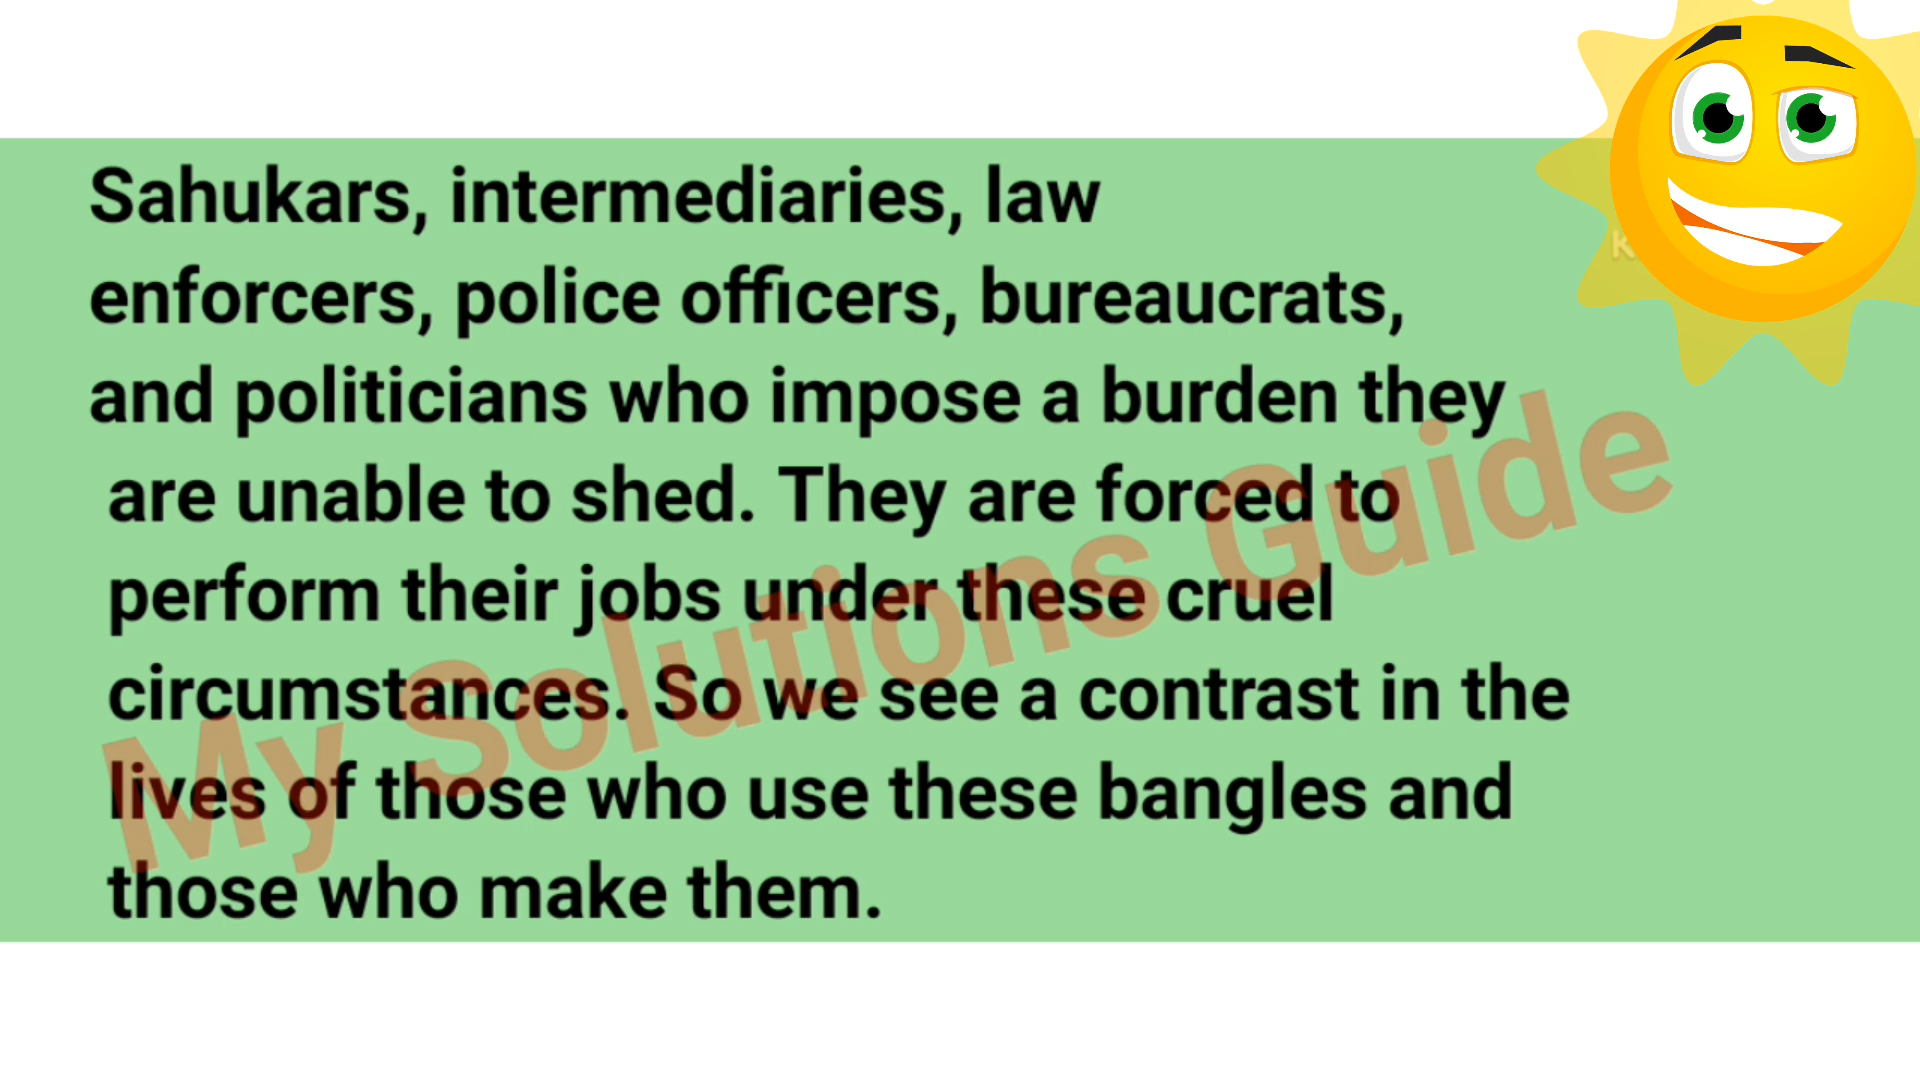 Sahukars, intermediaries, law
enforcers, police officers, bureaucrats,
and politicians who impose a burden they
are unable to shed. They are forced to
perform their jobs under these cruel
circumstances. So we see a contrast in the
lives of those who use these bangles and
those who make them.
My Solutions Guide